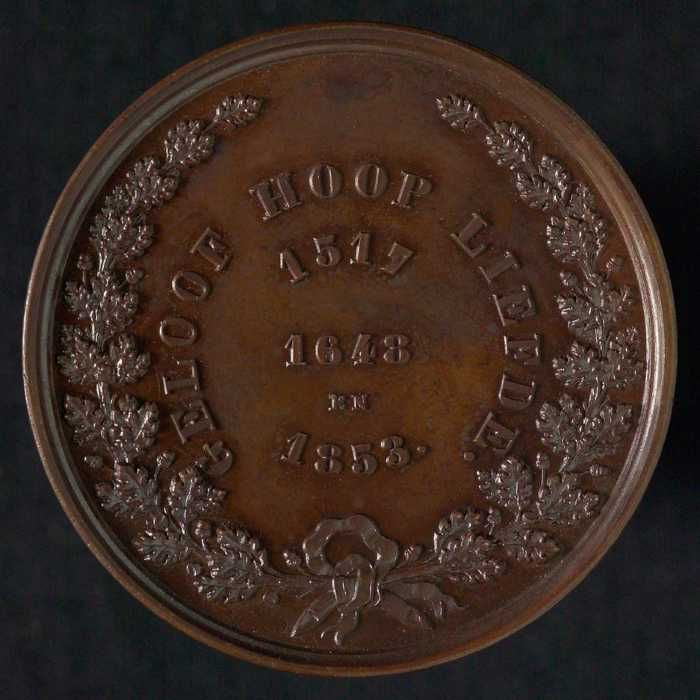 GELOOF HOOP LIEFDE.
1517
1648
EN
1853.